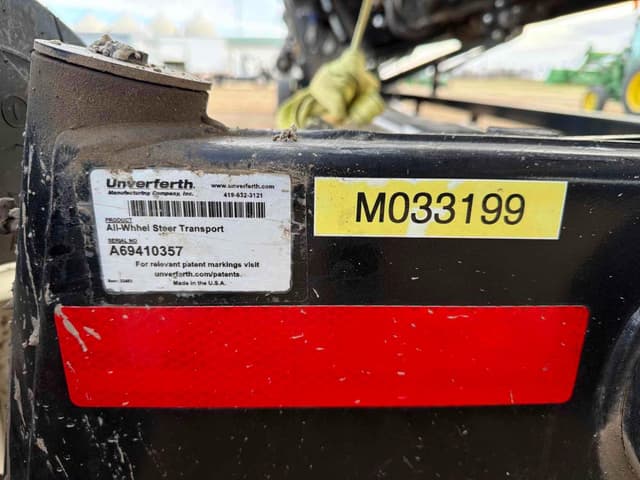 Unverferth www.unverferth.com
Manufacturing Company, Inc. 419-532-3121
PRODUCT
All-Whhel Steer Transport
SERIAL NO
A69410357
For relevant patent markings visit
unverferth.com/patents.
Made in the U.S.A.
M033199